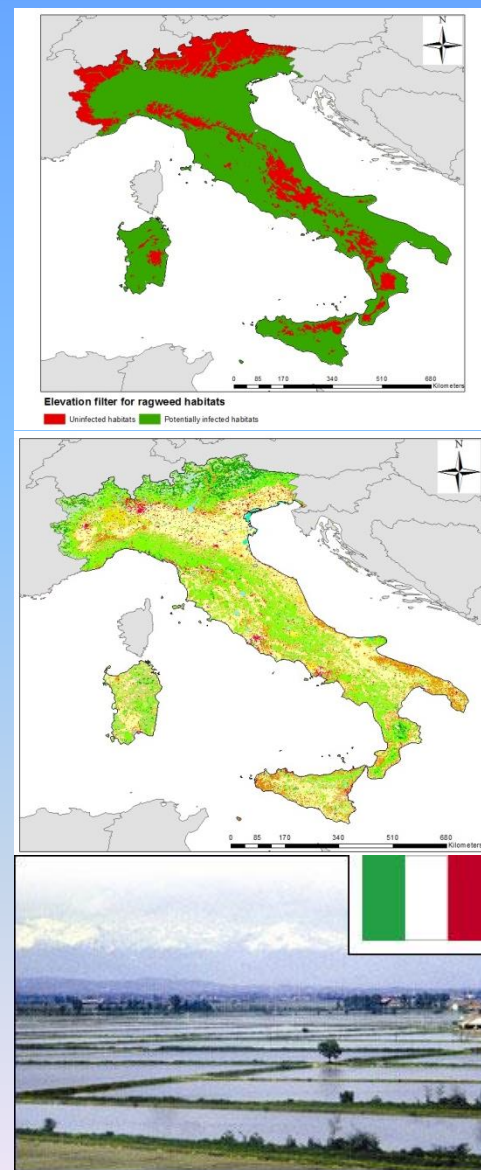 N
0 85 170 340 510 680
Kilometers
Elevation filter for ragweed habitats
Uninfected habitats Potentially infected habitats
N
0 85 170 340 510 680
Kilometers